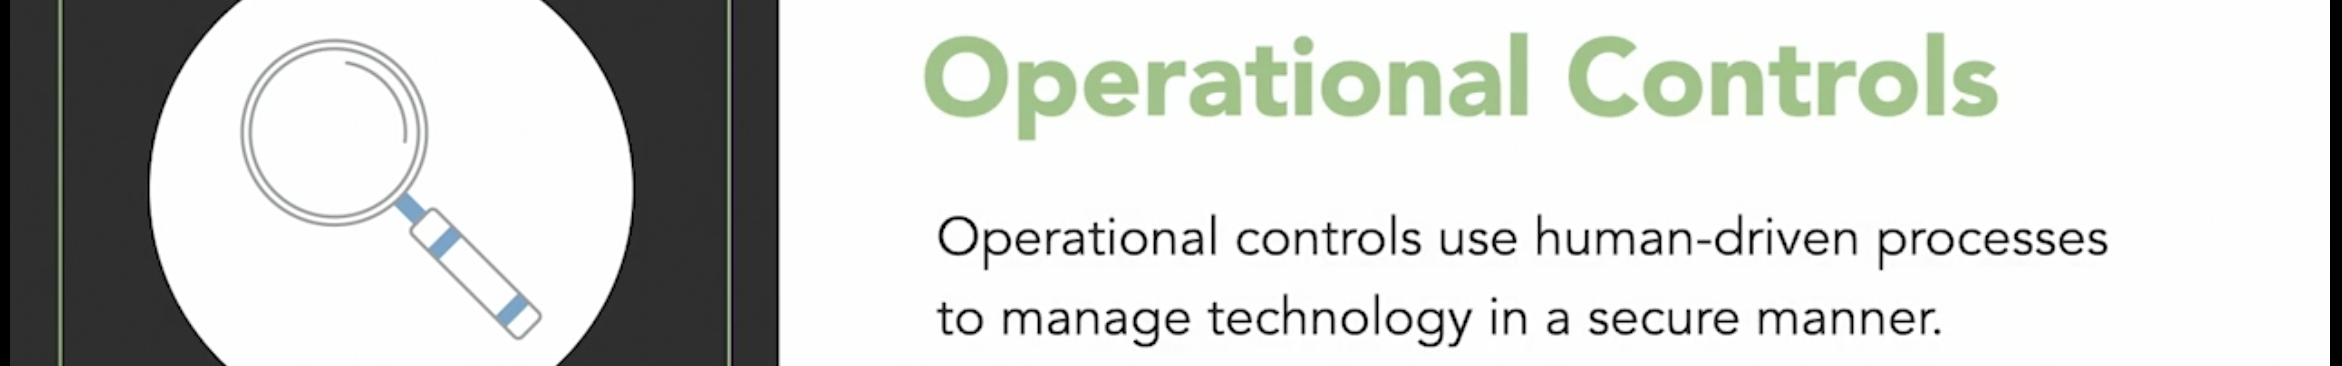 Operational Controls
Operational controls use human-driven processes
to manage technology in a secure manner.